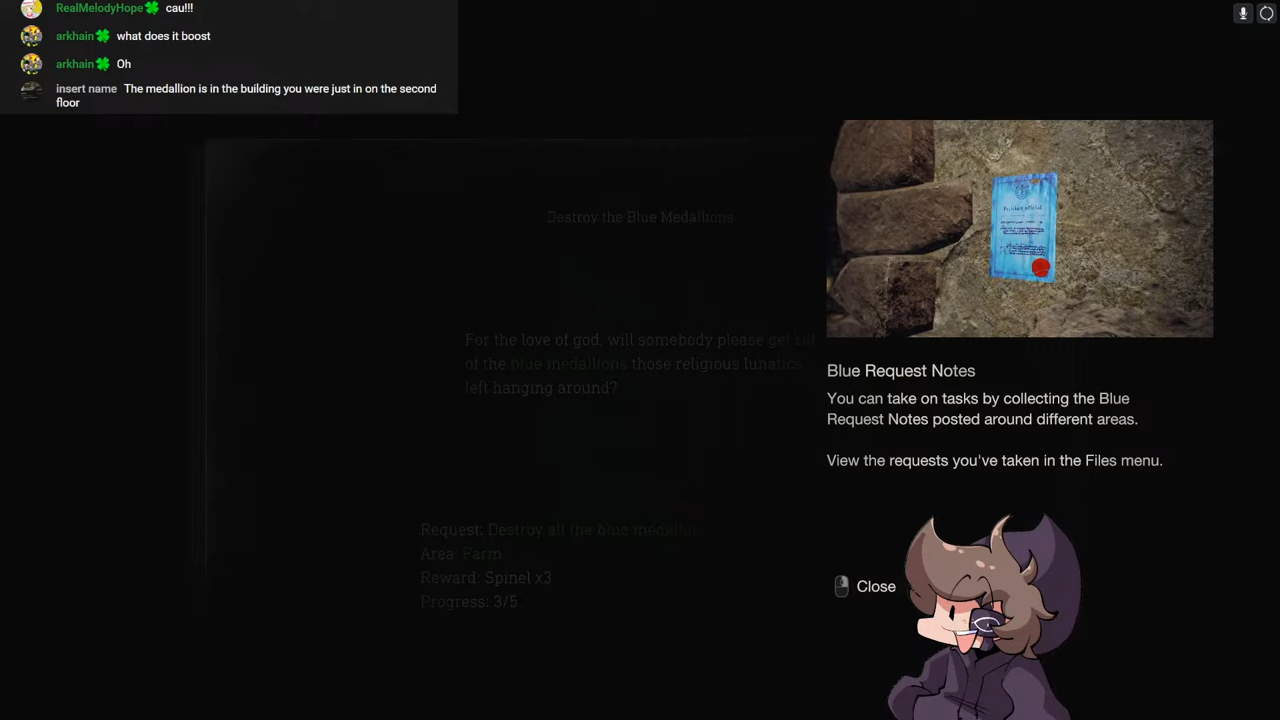 RealMelodyHope cau!!!
arkhain what does it boost
arkhain Oh
insert name The medallion is in the building you were just in on the second
floor
Destroy the Blue Medallions
For the love of god, will somebody please get rid
of the blue medallions those religious lunatics
left hanging around?
Request: Destroy all the blue medallions
Area: Farm
Reward: Spinel x3
Progress: 3/5
Blue Request Notes
You can take on tasks by collecting the Blue
Request Notes posted around different areas.
View the requests you've taken in the Files menu.
Close